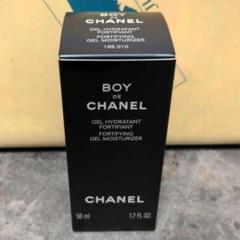 BOY
DE
CHANEL
GEL HYDRATANT
FORTIFIANT
FORTIFYING
GEL MOISTURIZER
195.010
BOY
DE
CHANEL
GEL HYDRATANT
FORTIFIANT
FORTIFYING
GEL MOISTURIZER
CHANEL
50 ml
1.7 FL. OZ.